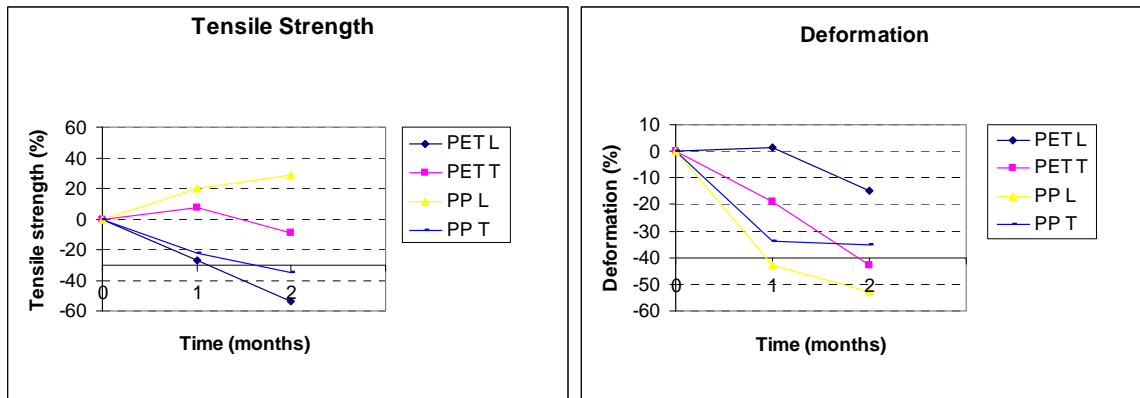 Tensile Strength
Tensile strength (%)
60
40
20
0
-20
-40
-60
0
1
2
Time (months)
PET L
PET T
PP L
PP T
Deformation
Deformation (%)
10
0
-10
-20
-30
-40
-50
-60
0
1
2
Time (months)
PET L
PET T
PP L
PP T